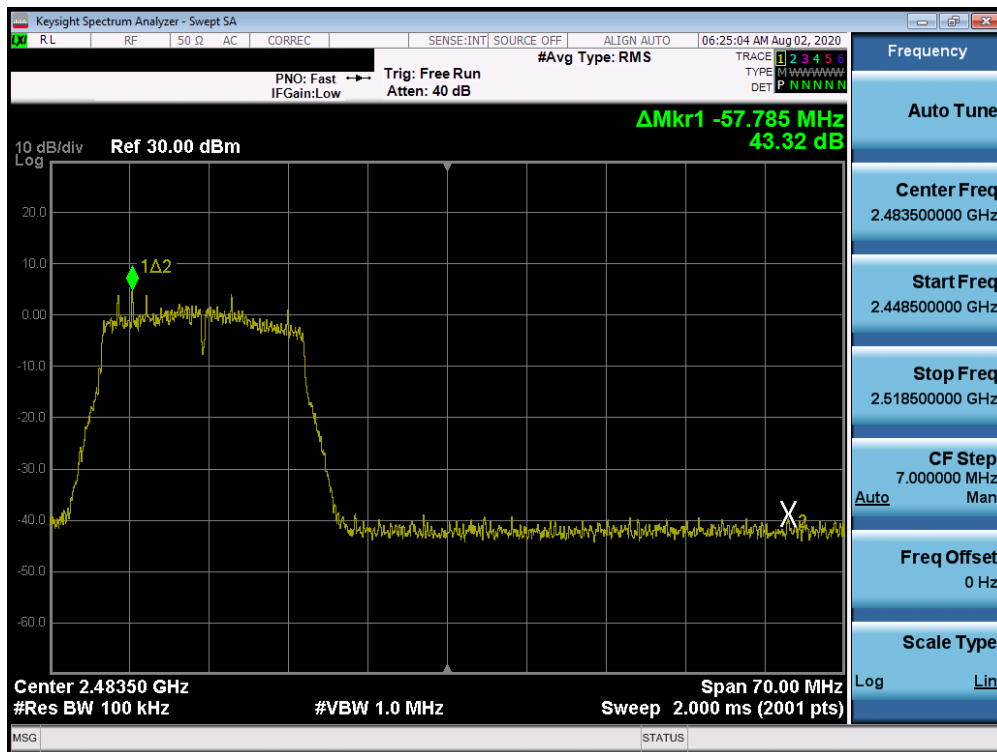 Keysight Spectrum Analyzer - Swept SA
LXI RL RF 50 Ω AC CORREC SENSE:INT SOURCE OFF ALIGN AUTO 06:25:04 AM Aug 02, 2020
PNO: Fast
IFGain:Low
Trig: Free Run
Atten: 40 dB
#Avg Type: RMS
TRACE 1 2 3 4 5 6
TYPE M WWWWW
DET P N N N N N
ΔMkr1 -57.785 MHz
43.32 dB
10 dB/div Ref 30.00 dBm
Log
20.0
10.0
0.00
-10.0
-20.0
-30.0
-40.0
-50.0
-60.0
1Δ2
X2
Center 2.48350 GHz Span 70.00 MHz
#Res BW 100 kHz #VBW 1.0 MHz Sweep 2.000 ms (2001 pts)
MSG STATUS
Frequency
Auto Tune
Center Freq
2.483500000 GHz
Start Freq
2.448500000 GHz
Stop Freq
2.518500000 GHz
CF Step
7.000000 MHz
Auto Man
Freq Offset
0 Hz
Scale Type
Log Lin